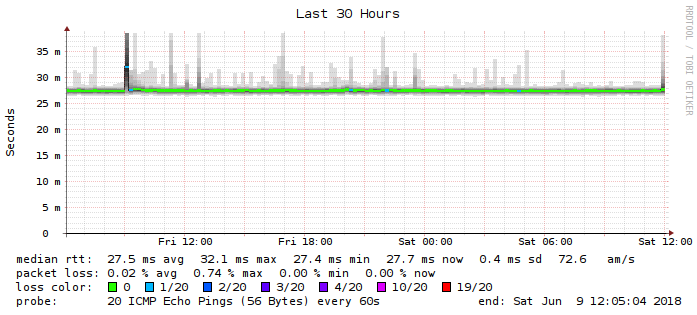 Last 30 Hours
RRDTOOL / TOBI OETIKER
Seconds
35 m
30 m
25 m
20 m
15 m
10 m
5 m
0
Fri 12:00 Fri 18:00 Sat 00:00 Sat 06:00 Sat 12:00
median rtt: 27.5 ms avg 32.1 ms max 27.4 ms min 27.7 ms now 0.4 ms sd 72.6 am/s
packet loss: 0.02 % avg 0.74 % max 0.00 % min 0.00 % now
loss color: 0 1/20 2/20 3/20 4/20 10/20 19/20
probe: 20 ICMP Echo Pings (56 Bytes) every 60s end: Sat Jun 9 12:05:04 2018